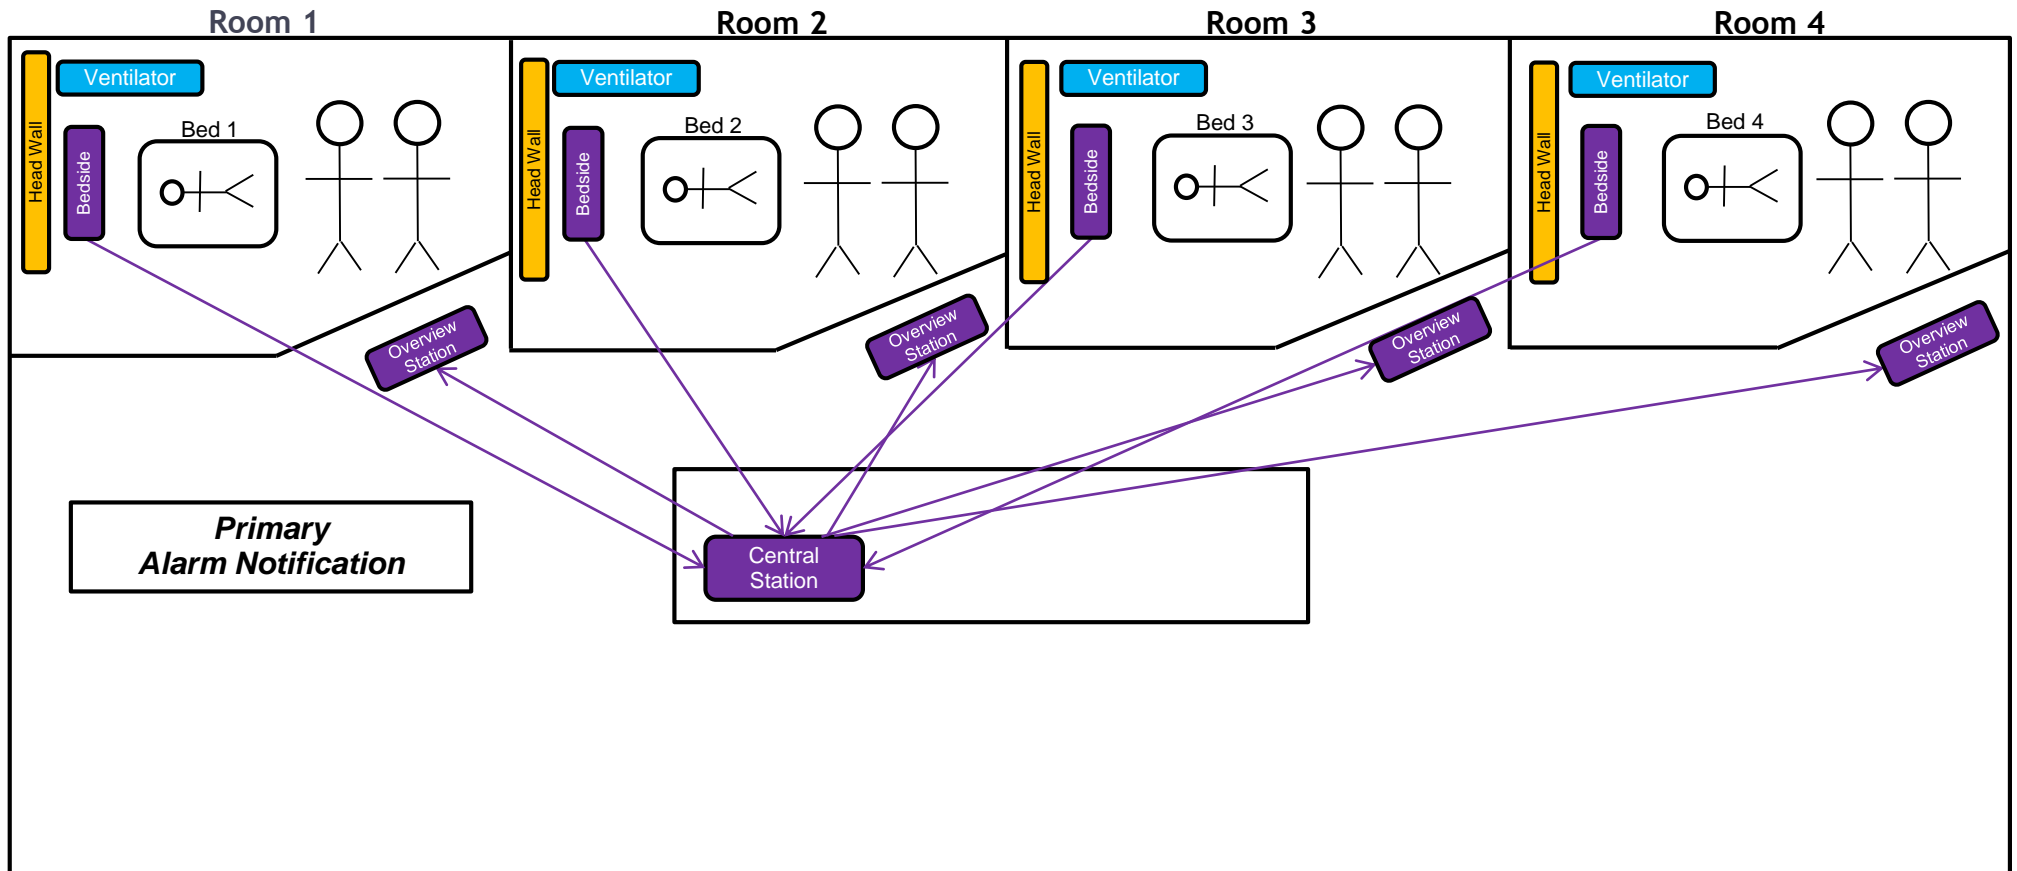 Room 1
Room 2
Room 3
Room 4
Head Wall
Ventilator
Bedside
Bed 1
Head Wall
Ventilator
Bedside
Bed 2
Head Wall
Ventilator
Bedside
Bed 3
Head Wall
Ventilator
Bedside
Bed 4
Overview
Station
Overview
Station
Overview
Station
Overview
Station
Primary
Alarm Notification
Central
Station